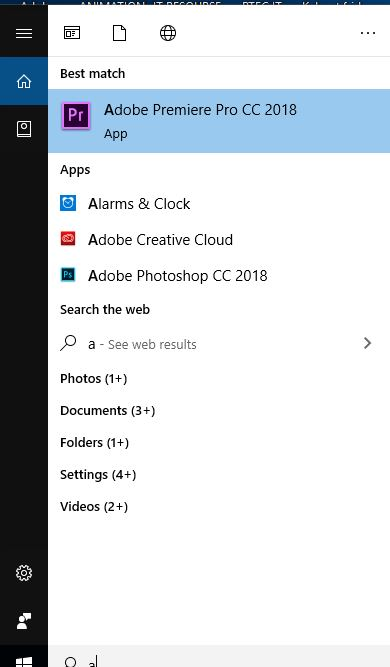 Best match
Pr
Adobe Premiere Pro CC 2018
App
Apps
Alarms & Clock
Adobe Creative Cloud
Ps
Adobe Photoshop CC 2018
Search the web
a - See web results
Photos (1+)
Documents (3+)
Folders (1+)
Settings (4+)
Videos (2+)
a